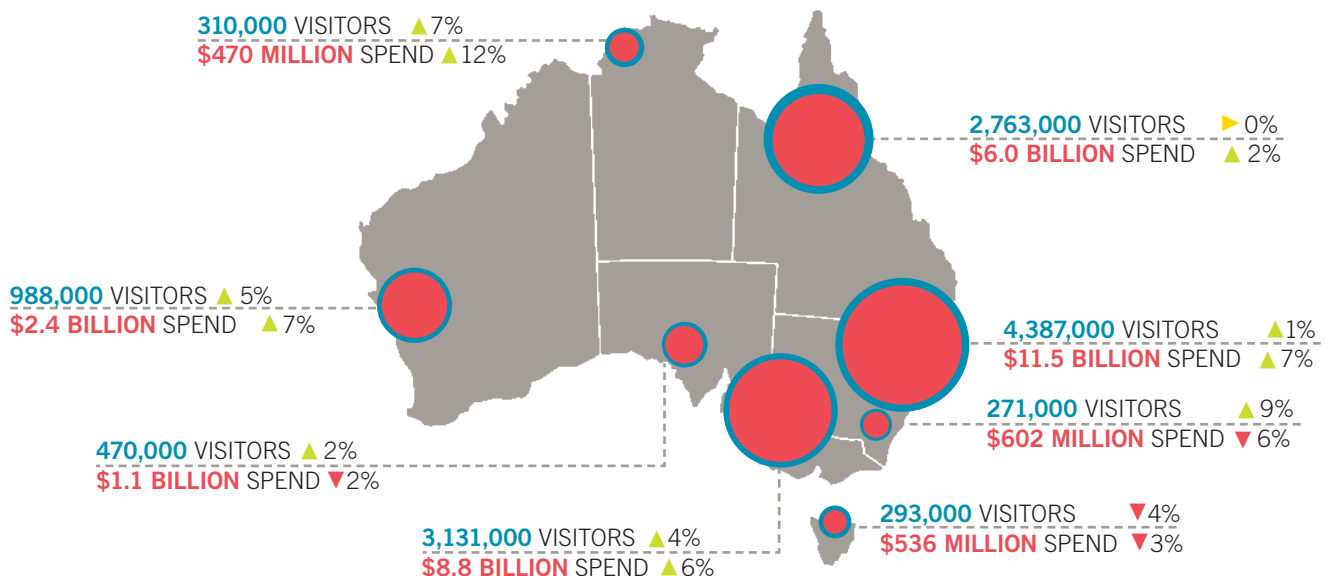 310,000 VISITORS ▲ 7%
$470 MILLION SPEND ▲ 12%
2,763,000 VISITORS ▶ 0%
$6.0 BILLION SPEND ▲ 2%
988,000 VISITORS ▲ 5%
$2.4 BILLION SPEND ▲ 7%
4,387,000 VISITORS ▲ 1%
$11.5 BILLION SPEND ▲ 7%
271,000 VISITORS ▲ 9%
$602 MILLION SPEND ▼ 6%
470,000 VISITORS ▲ 2%
$1.1 BILLION SPEND ▼ 2%
293,000 VISITORS ▼ 4%
$536 MILLION SPEND ▼ 3%
3,131,000 VISITORS ▲ 4%
$8.8 BILLION SPEND ▲ 6%